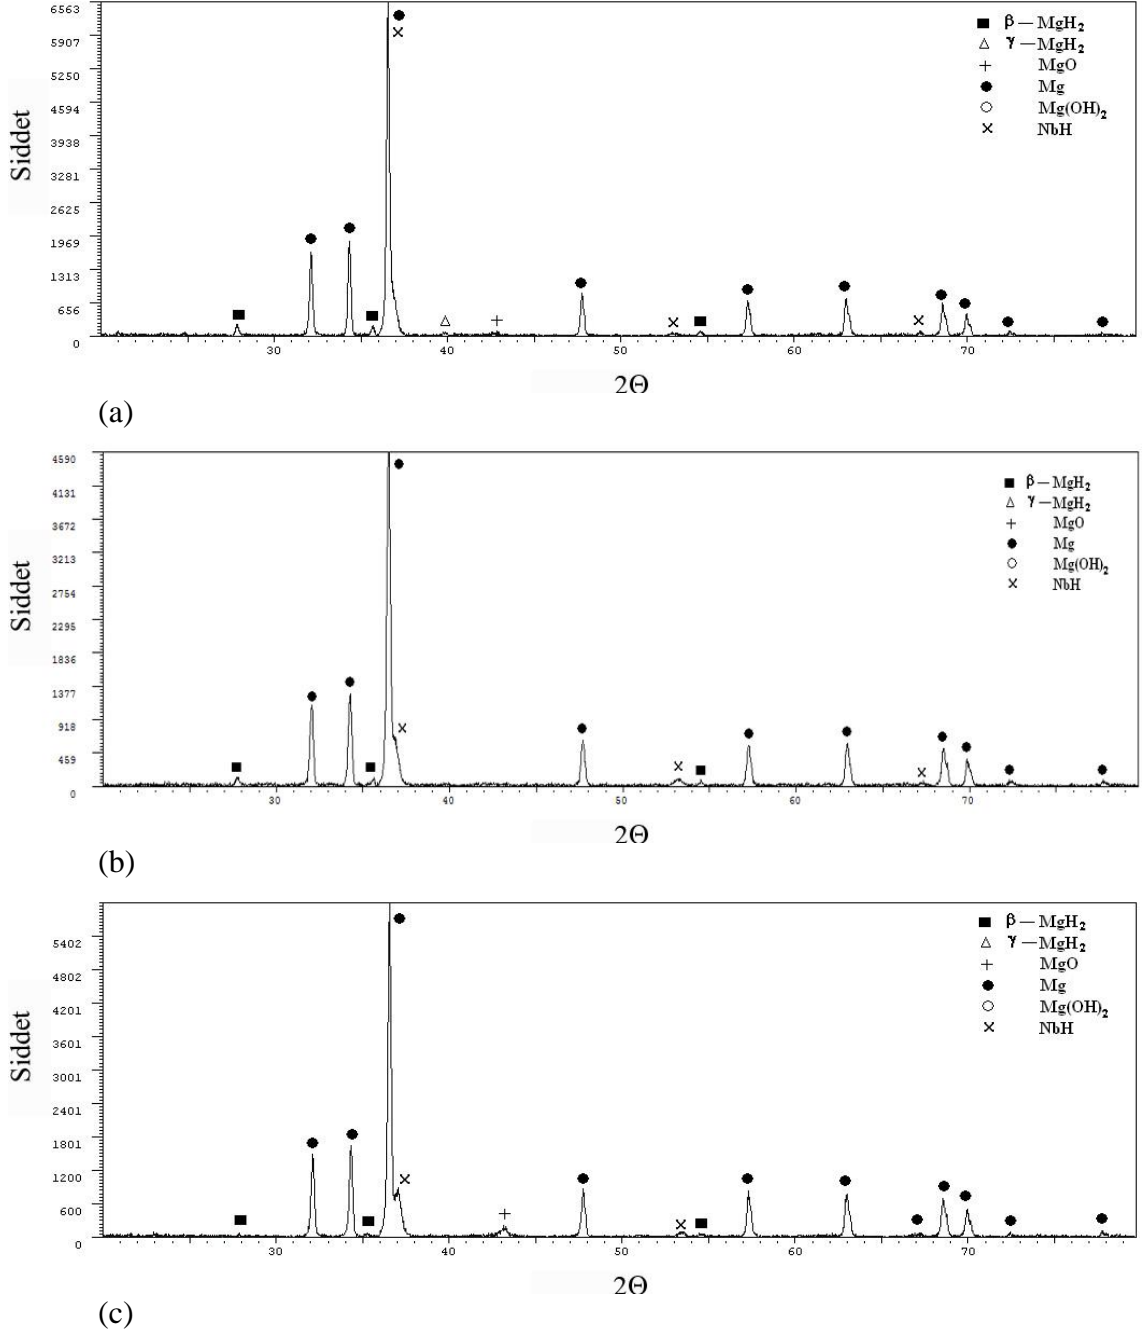 6563
5907
5250
4594
3938
3281
2625
1969
1313
656
0
Siddet
β — MgH2
γ — MgH2
MgO
Mg
Mg(OH)2
NbH
30 40 50 60 70
2Θ
(a)
4590
4131
3672
3213
2754
2295
1836
1377
918
459
0
Siddet
β — MgH2
γ — MgH2
MgO
Mg
Mg(OH)2
NbH
30 40 50 60 70
2Θ
(b)
5402
4802
4201
3601
3001
2401
1801
1200
600
0
Siddet
β — MgH2
γ — MgH2
MgO
Mg
Mg(OH)2
NbH
30 40 50 60 70
2Θ
(c)